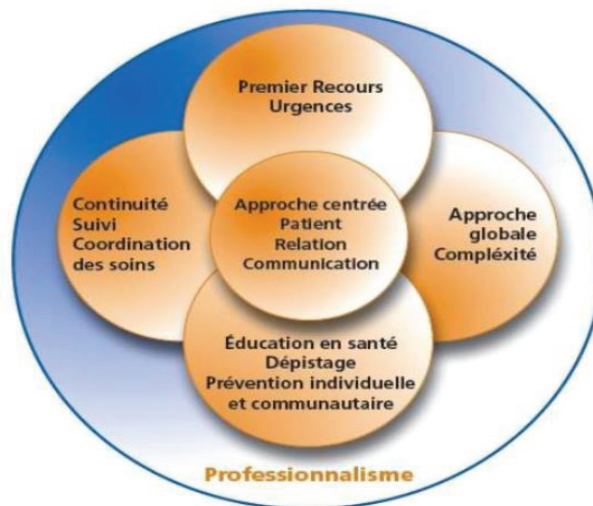 Premier Recours
Urgences
Continuité
Suivi
Coordination
des soins
Approche centrée
Patient
Relation
Communication
Approche
globale
Compléxité
Éducation en santé
Dépistage
Prévention individuelle
et communautaire
Professionnalisme